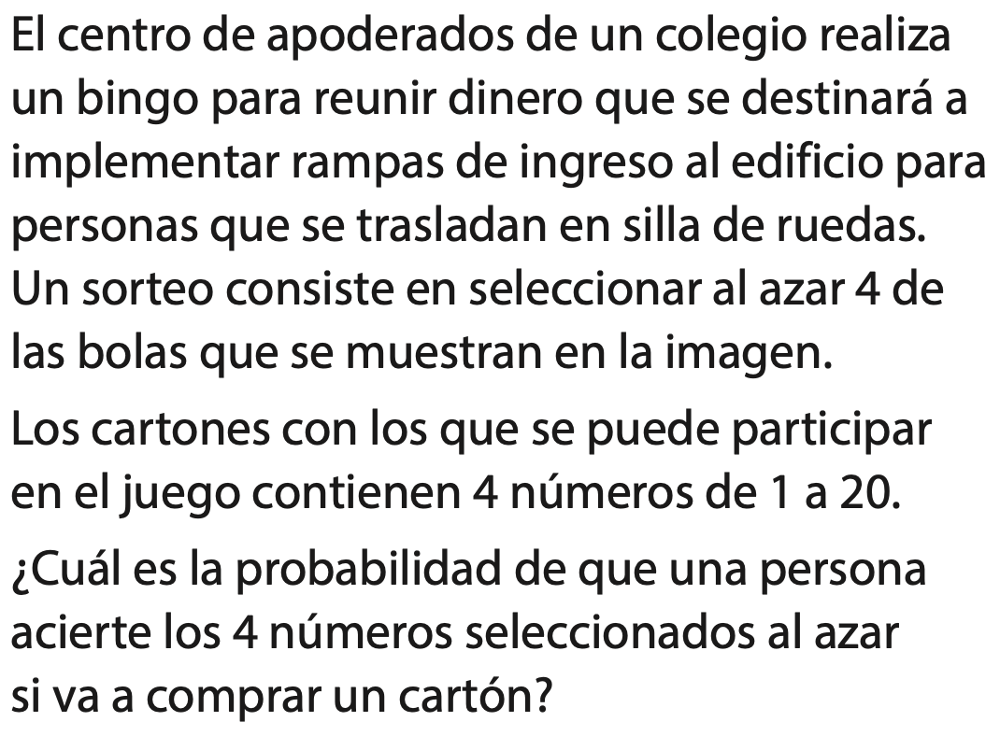 El centro de apoderados de un colegio realiza
un bingo para reunir dinero que se destinará a
implementar rampas de ingreso al edificio para
personas que se trasladan en silla de ruedas.
Un sorteo consiste en seleccionar al azar 4 de
las bolas que se muestran en la imagen.
Los cartones con los que se puede participar
en el juego contienen 4 números de 1 a 20.
¿Cuál es la probabilidad de que una persona
acierte los 4 números seleccionados al azar
si va a comprar un cartón?